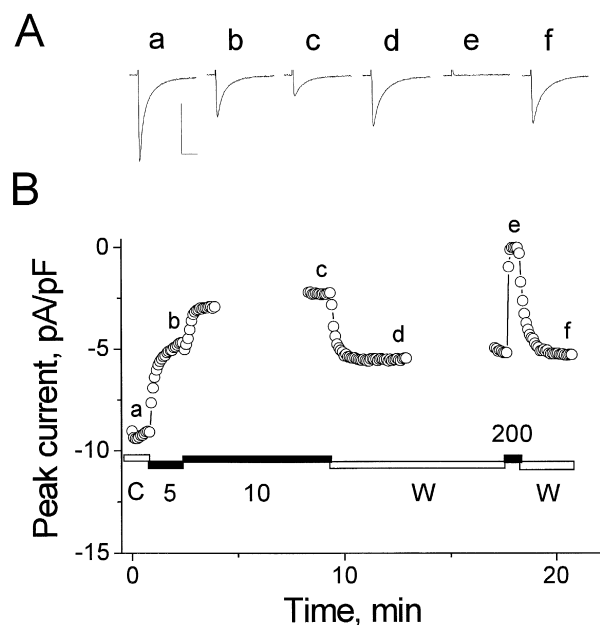 A
a b c d e f
B
Peak current, pA/pF
0
-5
-10
-15
a
b
c
d
e
f
200
C 5 10 W W
0 10 20
Time, min